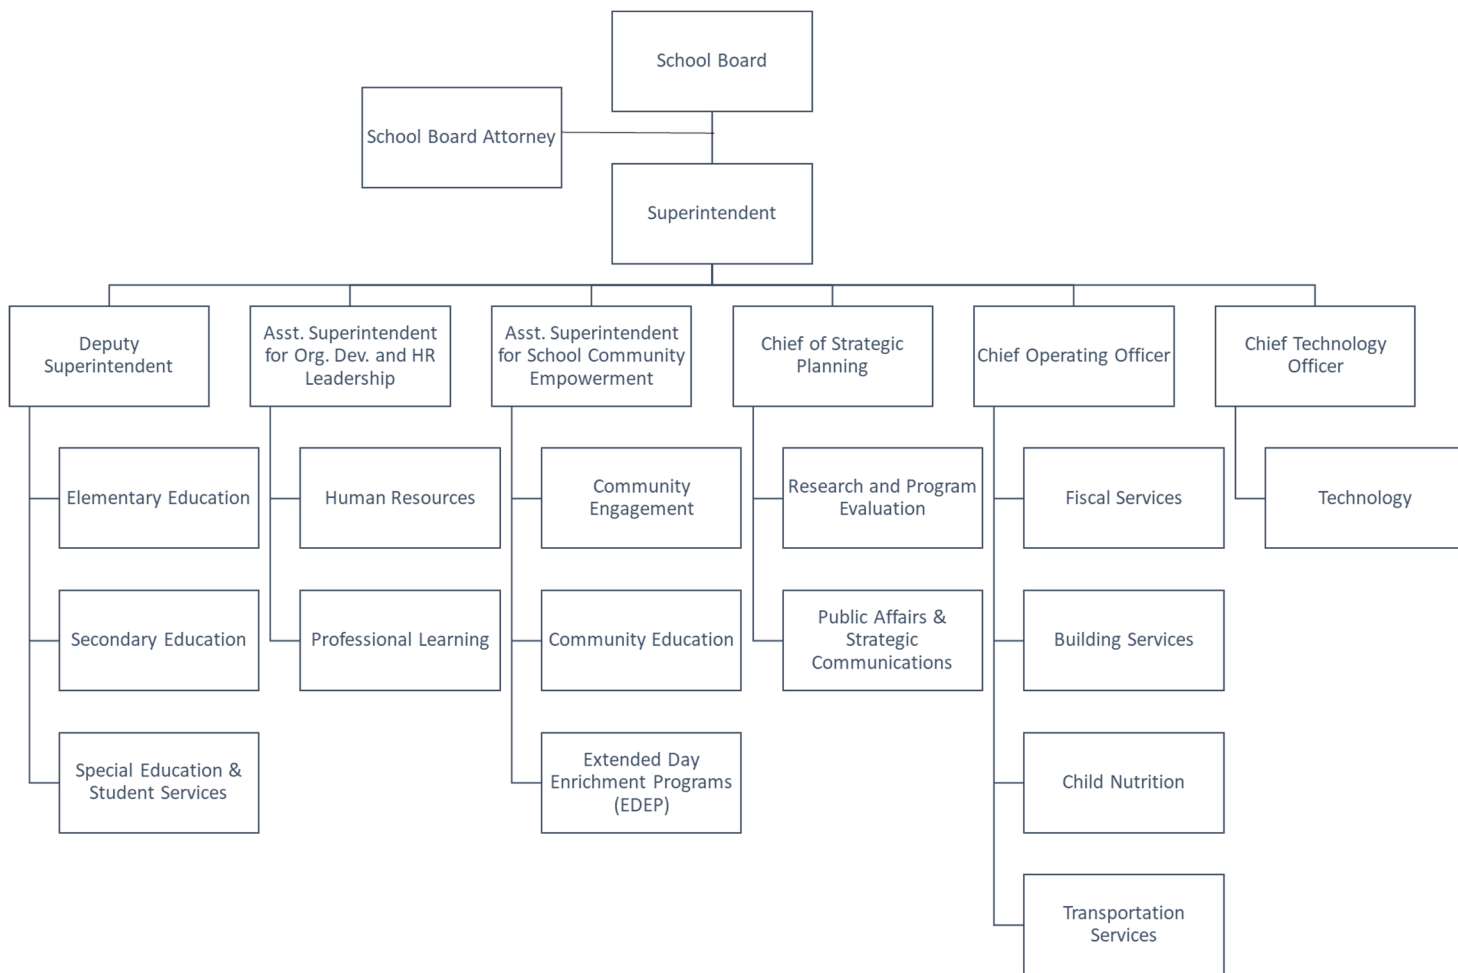 School Board
School Board Attorney
Superintendent
Deputy
Superintendent
Asst. Superintendent
for Org. Dev. and HR
Leadership
Asst. Superintendent
for School Community
Empowerment
Chief of Strategic
Planning
Chief Operating Officer
Chief Technology
Officer
Elementary Education
Human Resources
Community
Engagement
Research and Program
Evaluation
Fiscal Services
Technology
Secondary Education
Professional Learning
Community Education
Public Affairs &
Strategic
Communications
Building Services
Special Education &
Student Services
Extended Day
Enrichment Programs
(EDEP)
Child Nutrition
Transportation
Services